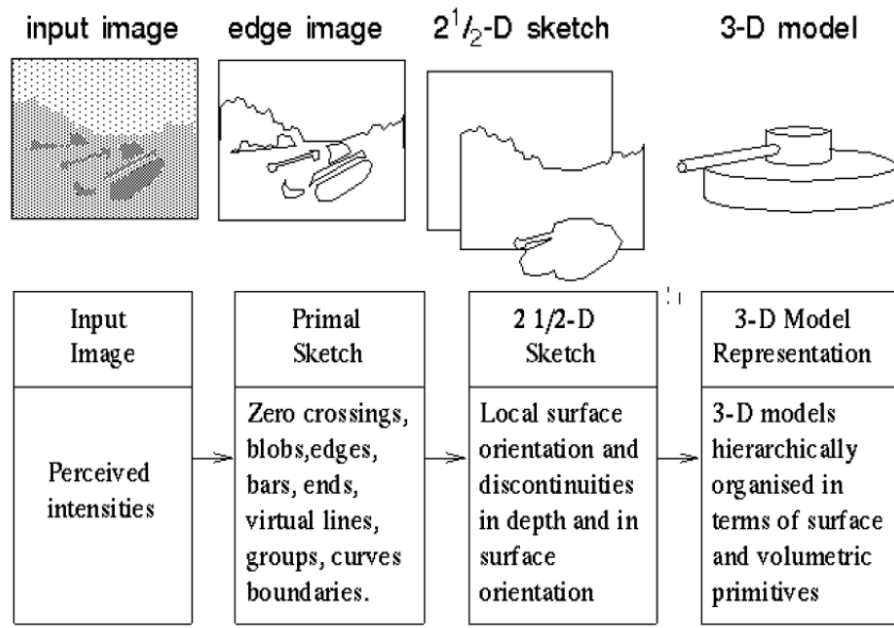 input image
edge image
2 1/2-D sketch
3-D model
Input
Image
Primal
Sketch
2 1/2-D
Sketch
3-D Model
Representation
Perceived
intensities
Zero crossings,
blobs,edges,
bars, ends,
virtual lines,
groups, curves
boundaries.
Local surface
orientation and
discontinuities
in depth and in
surface
orientation
3-D models
hierarchically
organised in
terms of surface
and volumetric
primitives